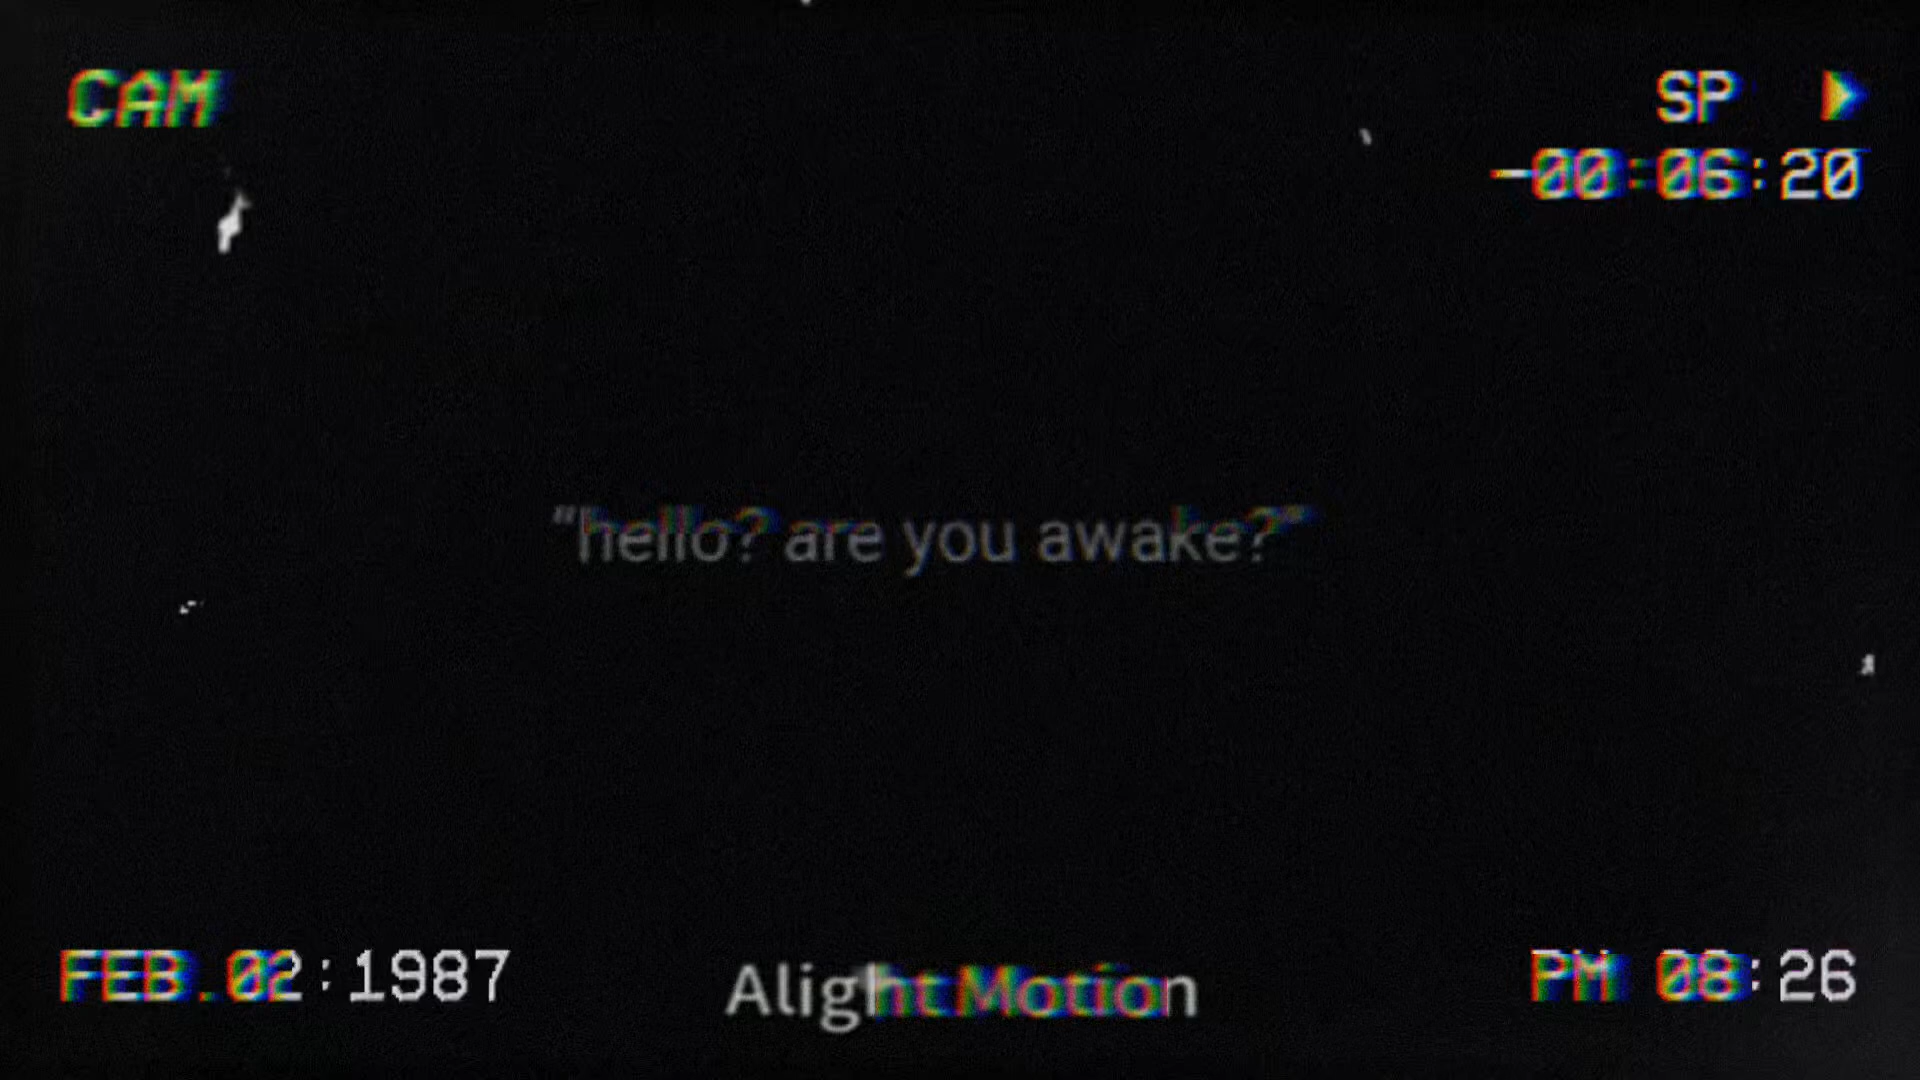 CAM
SP
-00:06:20
"hello? are you awake?"
FEB.02:1987
Alight Motion
PM 08:26